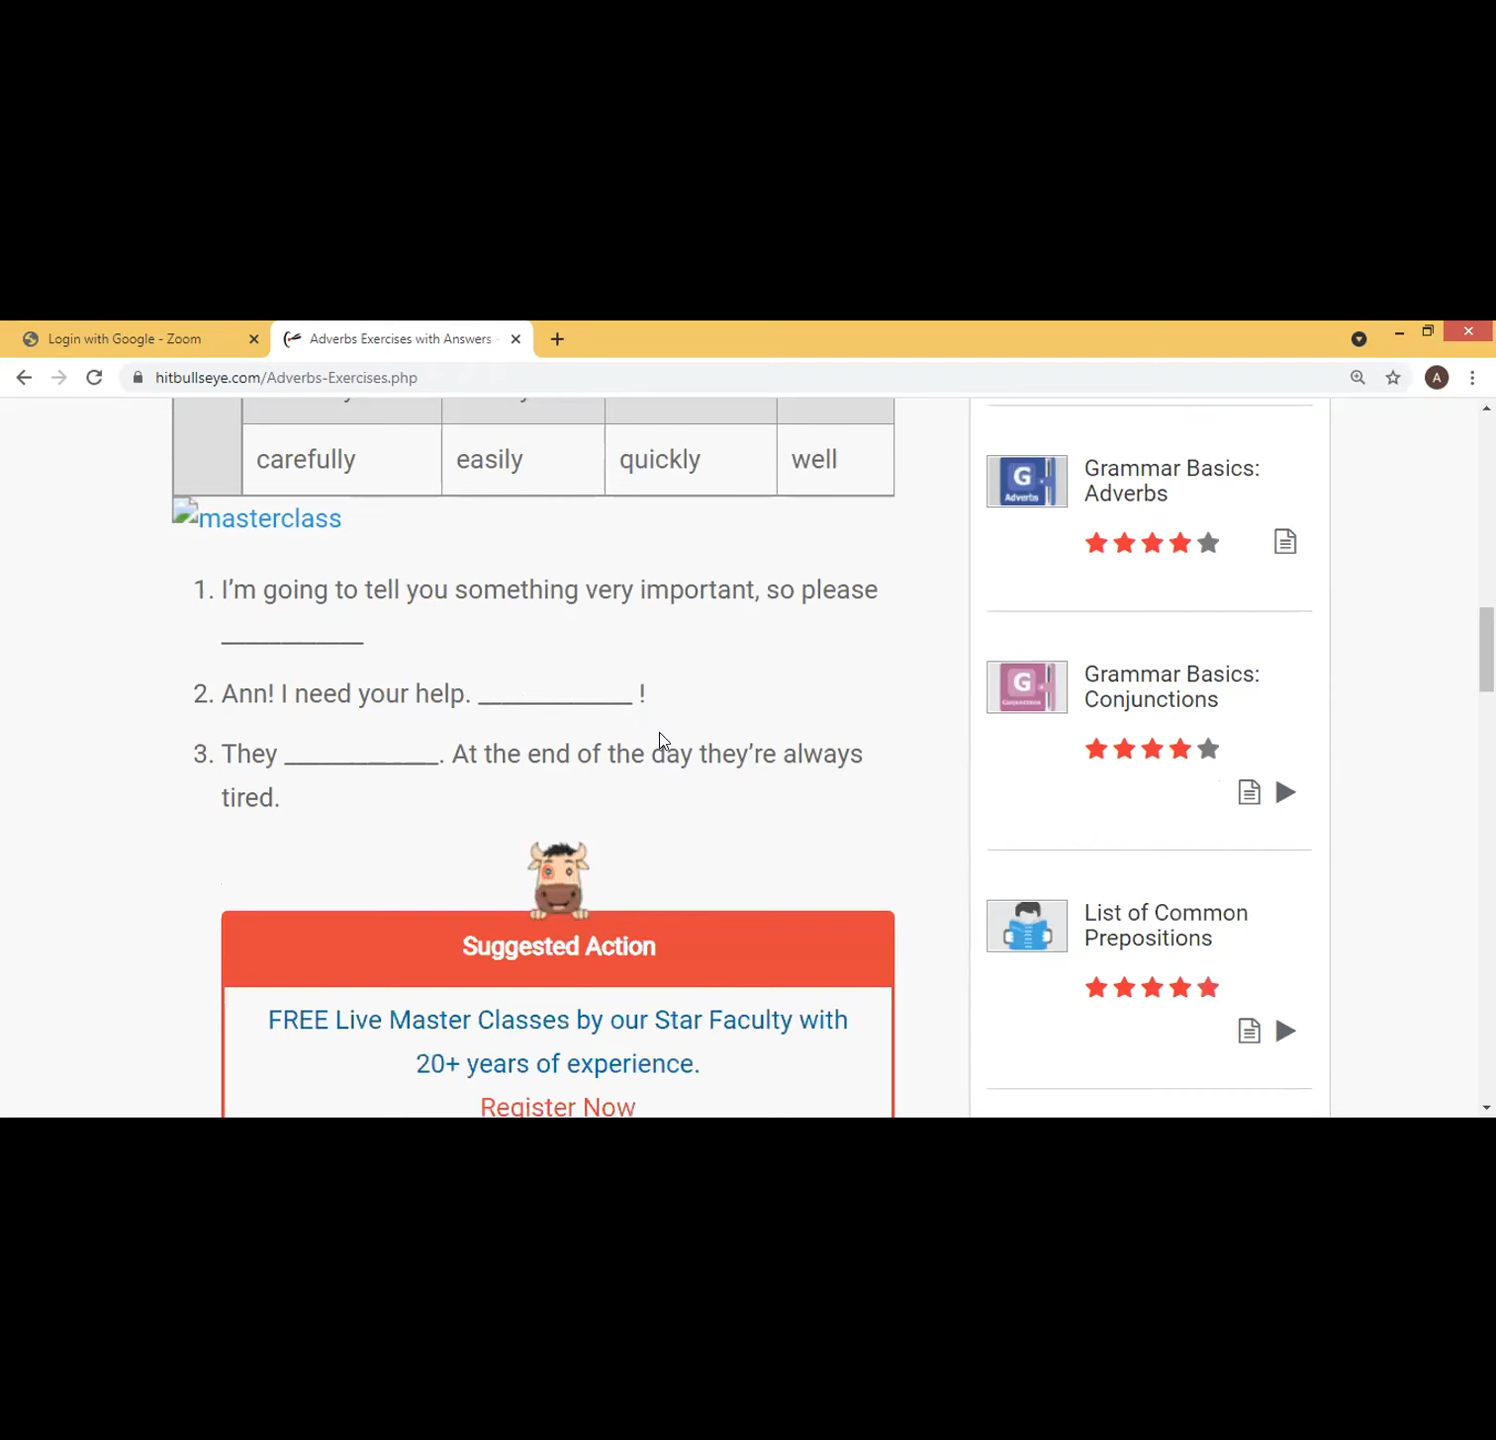 Login with Google - Zoom
Adverbs Exercises with Answers
hitbullseye.com/Adverbs-Exercises.php
A
carefully easily quickly well
masterclass
1. I’m going to tell you something very important, so please
___________
2. Ann! I need your help. ____________ !
3. They ____________. At the end of the day they’re always
tired.
Suggested Action
FREE Live Master Classes by our Star Faculty with
20+ years of experience.
Register Now
G
Adverbs
Grammar Basics:
Adverbs
G
Grammar Basics:
Conjunctions
List of Common
Prepositions